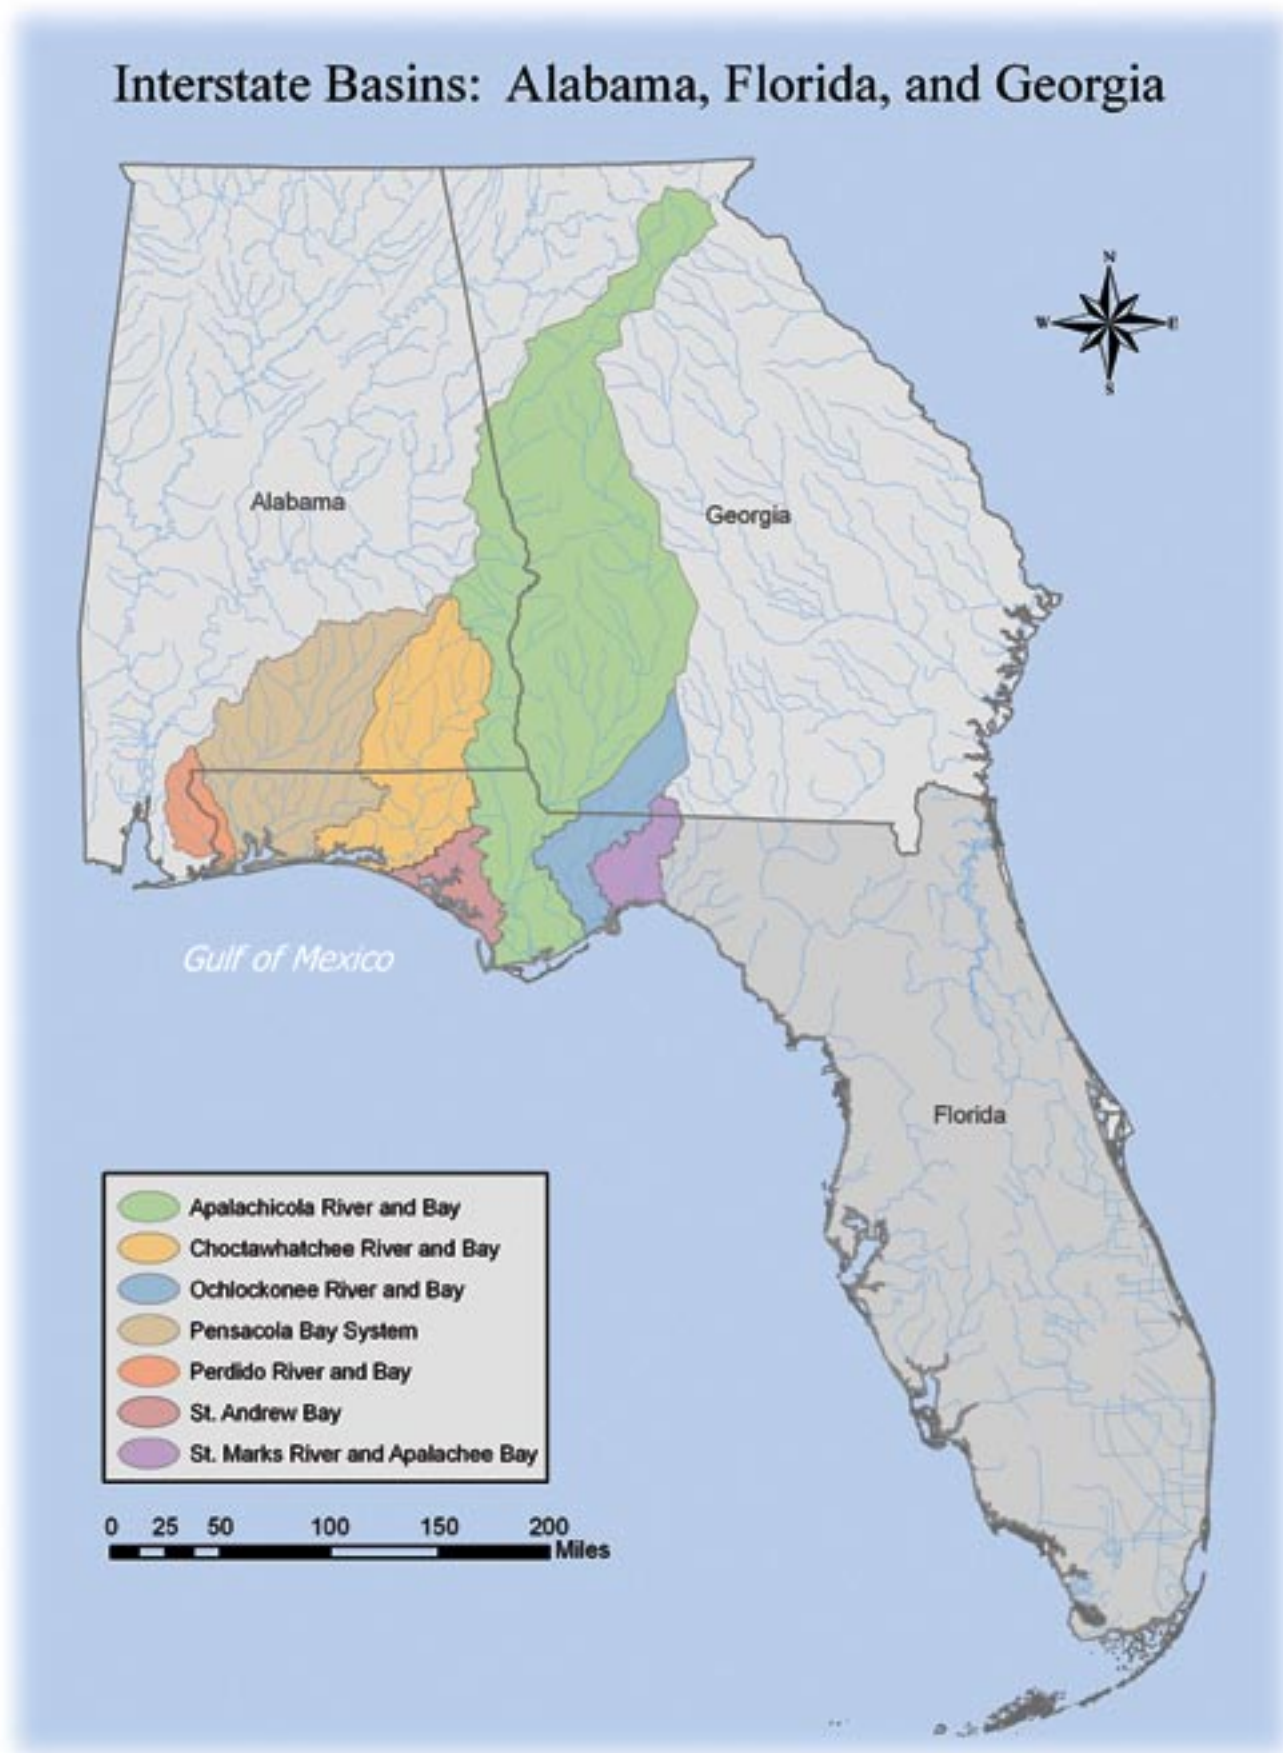 Interstate Basins: Alabama, Florida, and Georgia
N
W E
S
Alabama
Georgia
Gulf of Mexico
Florida
Apalachicola River and Bay
Choctawhatchee River and Bay
Ochlockonee River and Bay
Pensacola Bay System
Perdido River and Bay
St. Andrew Bay
St. Marks River and Apalachee Bay
0 25 50 100 150 200
Miles